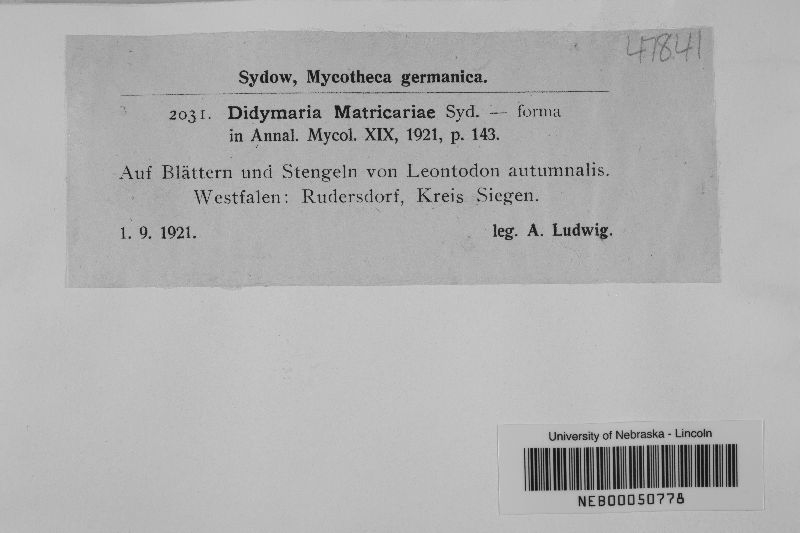 47841
Sydow, Mycotheca germanica.
2031. Didymaria Matricariae Syd. — forma
in Annal. Mycol. XIX, 1921, p. 143.
Auf Blättern und Stengeln von Leontodon autumnalis.
Westfalen: Rudersdorf, Kreis Siegen.
1. 9. 1921. leg. A. Ludwig.
University of Nebraska - Lincoln
NEB00050778